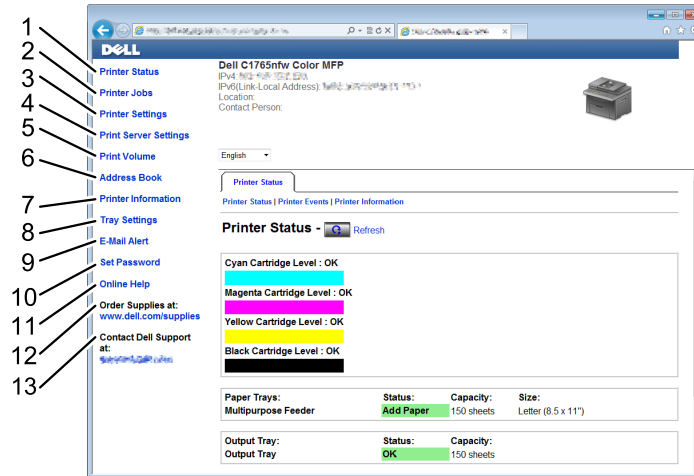 1
2
3
4
5
6
7
8
9
10
11
12
13
DELL
Printer Status
Printer Jobs
Printer Settings
Print Server Settings
Print Volume
Address Book
Printer Information
Tray Settings
E-Mail Alert
Set Password
Online Help
Order Supplies at:
www.dell.com/supplies
Contact Dell Support
at:
Dell C1765nfw Color MFP
IPv4:
IPv6(Link-Local Address):
Location:
Contact Person:
English
Printer Status
Printer Status | Printer Events | Printer Information
Printer Status -
Refresh
Cyan Cartridge Level : OK
Magenta Cartridge Level : OK
Yellow Cartridge Level : OK
Black Cartridge Level : OK
Paper Trays: Status: Capacity: Size:
Multipurpose Feeder Add Paper 150 sheets Letter (8.5 x 11")
Output Tray: Status: Capacity:
Output Tray OK 150 sheets